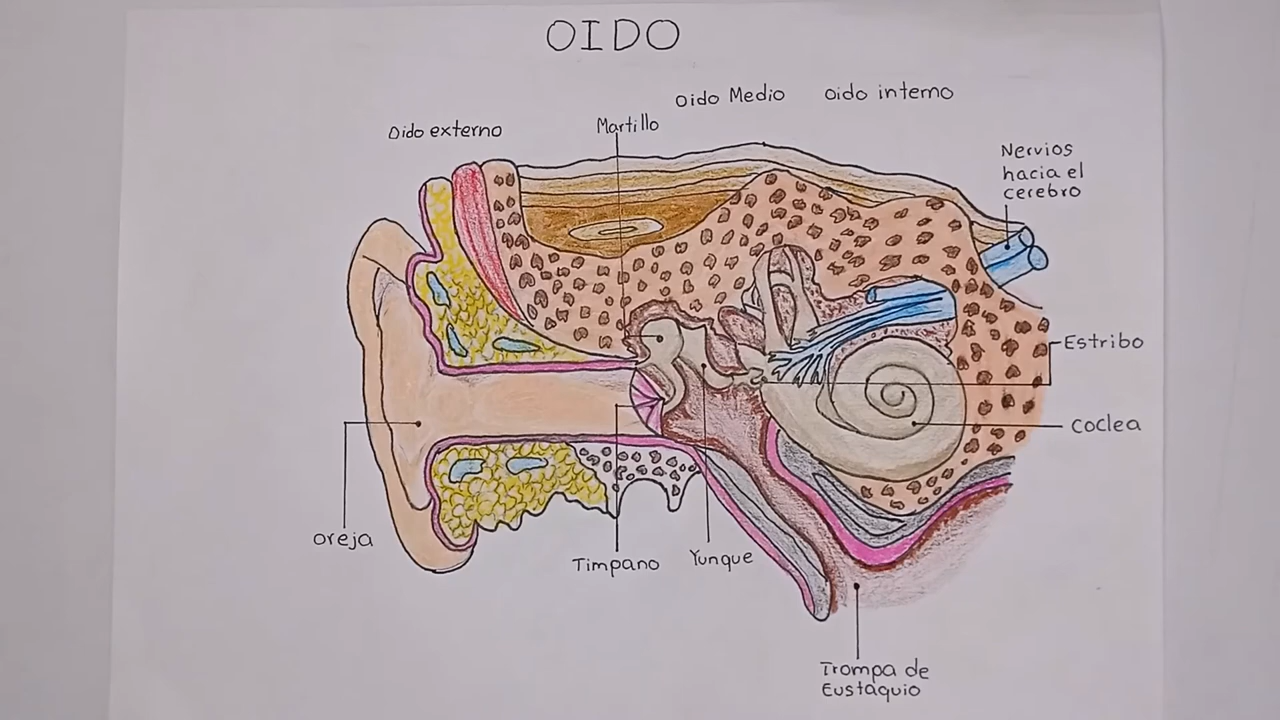 OIDO
Oido Medio
Oido interno
Oido externo
Martillo
Nervios
hacia el
cerebro
Estribo
Coclea
Oreja
Timpano
Yunque
Trompa de
Eustaquio